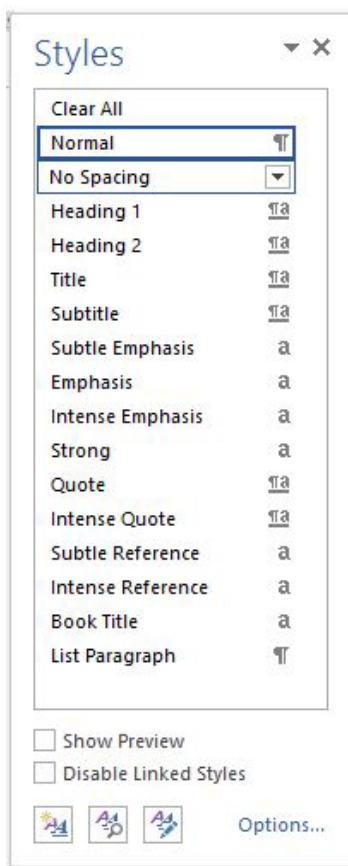 Styles
Clear All
Normal ¶
No Spacing
Heading 1 ¶a
Heading 2 ¶a
Title ¶a
Subtitle ¶a
Subtle Emphasis a
Emphasis a
Intense Emphasis a
Strong a
Quote ¶a
Intense Quote ¶a
Subtle Reference a
Intense Reference a
Book Title a
List Paragraph ¶
Show Preview
Disable Linked Styles
Options...